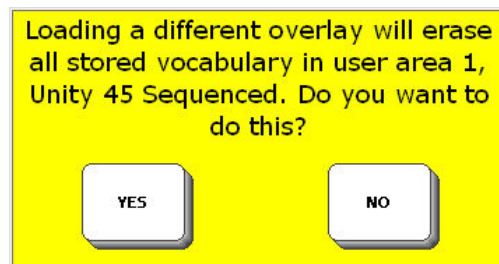 Loading a different overlay will erase
all stored vocabulary in user area 1,
Unity 45 Sequenced. Do you want to
do this?
YES NO